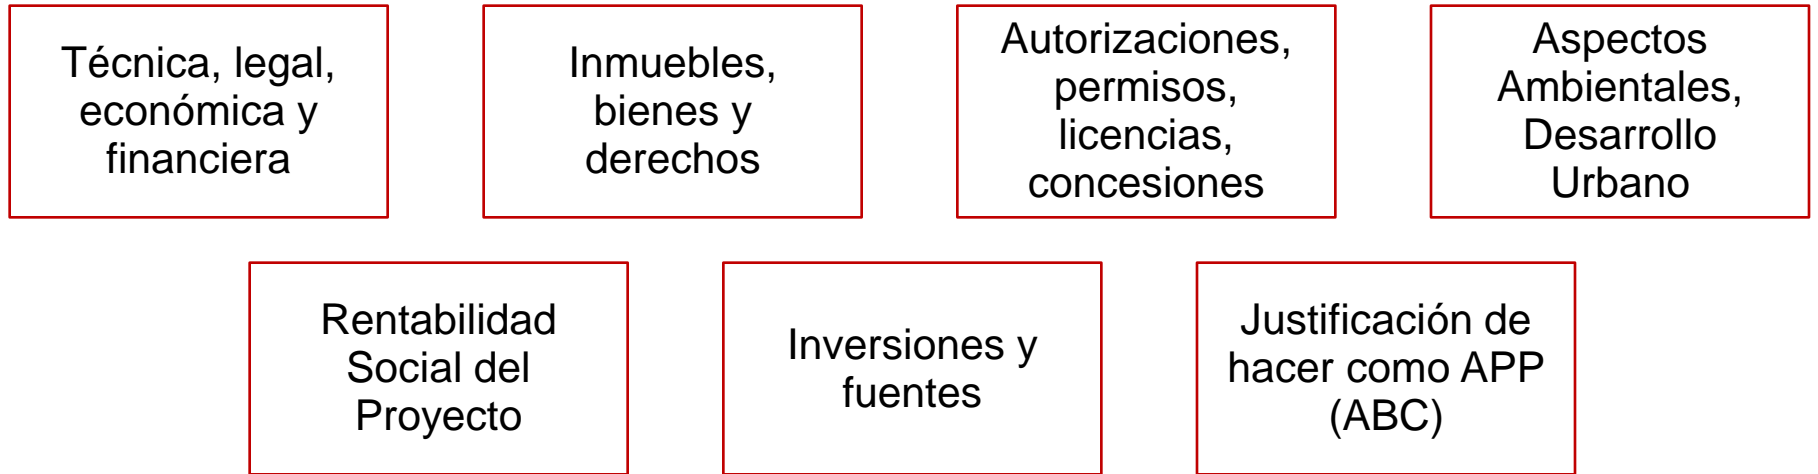 Técnica, legal,
económica y
financiera
Inmuebles,
bienes y
derechos
Autorizaciones,
permisos,
licencias,
concesiones
Aspectos
Ambientales,
Desarrollo
Urbano
Rentabilidad
Social del
Proyecto
Inversiones y
fuentes
Justificación de
hacer como APP
(ABC)